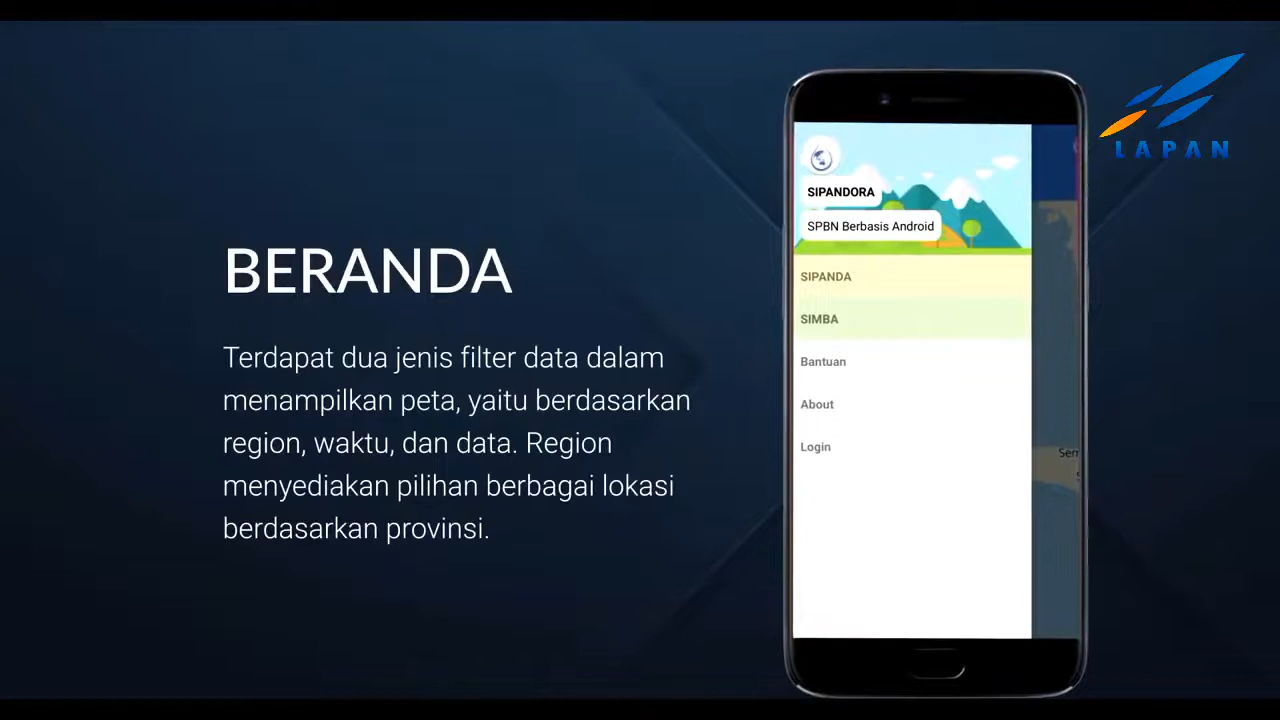 LAPAN
BERANDA
Terdapat dua jenis filter data dalam
menampilkan peta, yaitu berdasarkan
region, waktu, dan data. Region
menyediakan pilihan berbagai lokasi
berdasarkan provinsi.
SIPANDORA
SPBN Berbasis Android
SIPANDA
SIMBA
Bantuan
About
Login